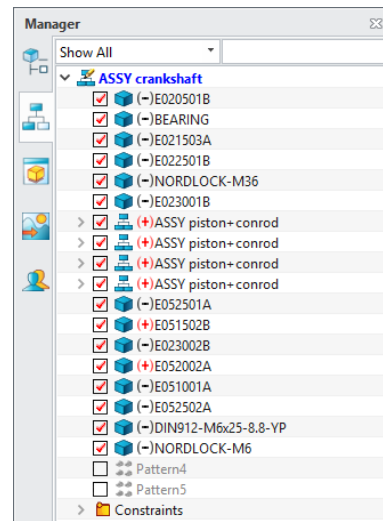 Manager
Show All
ASSY crankshaft
(-)E020501B
(-)BEARING
(-)E021503A
(-)E022501B
(-)NORDLOCK-M36
(-)E023001B
(+)ASSY piston+conrod
(+)ASSY piston+conrod
(+)ASSY piston+conrod
(+)ASSY piston+conrod
(-)E052501A
(+)E051502B
(-)E023002B
(+)E052002A
(-)E051001A
(-)E052502A
(-)DIN912-M6x25-8.8-YP
(-)NORDLOCK-M6
Pattern4
Pattern5
Constraints